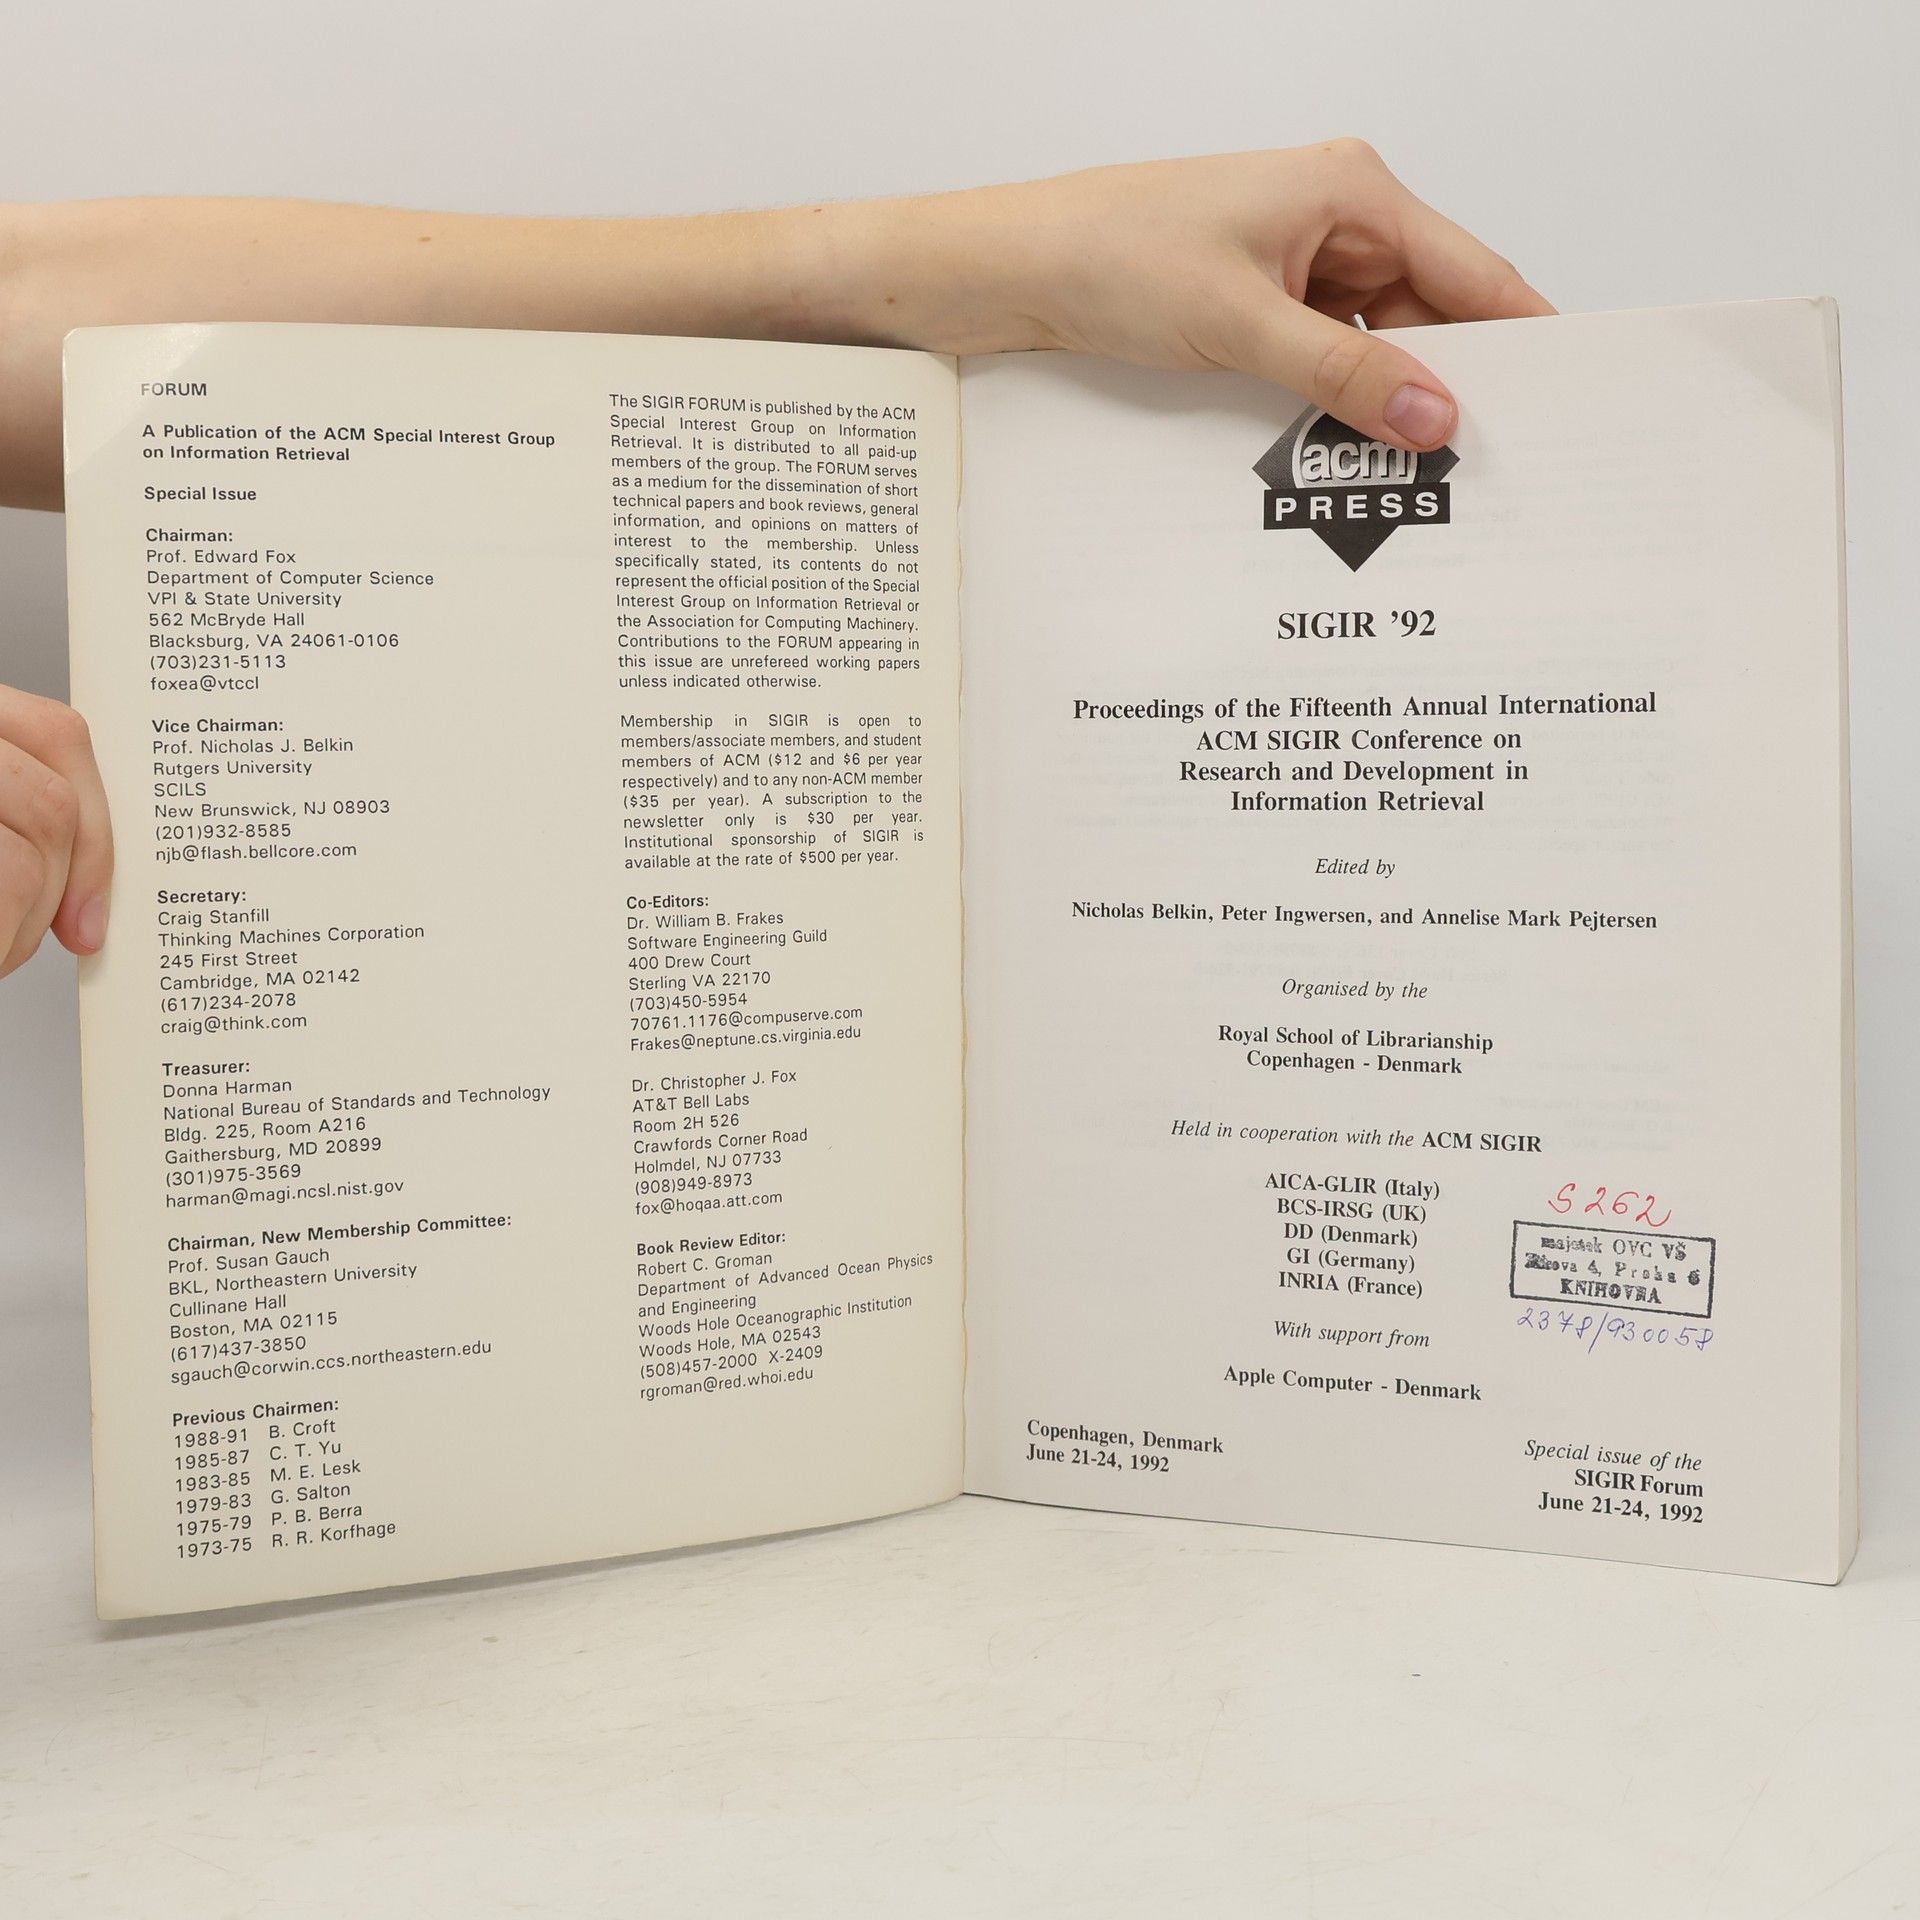 FORUM
A Publication of the ACM Special Interest Group
on Information Retrieval
Special Issue
Chairman:
Prof. Edward Fox
Department of Computer Science
VPI & State University
562 McBryde Hall
Blacksburg, VA 24061-0106
(703)231-5113
foxea@vtccl
Vice Chairman:
Prof. Nicholas J. Belkin
Rutgers University
SCILS
New Brunswick, NJ 08903
(201)932-8585
njb@flash.bellcore.com
Secretary:
Craig Stanfill
Thinking Machines Corporation
245 First Street
Cambridge, MA 02142
(617)234-2078
craig@think.com
Treasurer:
Donna Harman
National Bureau of Standards and Technology
Bldg. 225, Room A216
Gaithersburg, MD 20899
(301)975-3569
harman@magi.ncsl.nist.gov
Chairman, New Membership Committee:
Prof. Susan Gauch
BKL, Northeastern University
Cullinane Hall
Boston, MA 02115
(617)437-3850
sgauch@corwin.ccs.northeastern.edu
Previous Chairmen:
1988-91 B. Croft
1985-87 C. T. Yu
1983-85 M. E. Lesk
1979-83 G. Salton
1975-79 P. B. Berra
1973-75 R. R. Korfhage
The SIGIR FORUM is published by the ACM
Special Interest Group on Information
Retrieval. It is distributed to all paid-up
members of the group. The FORUM serves
as a medium for the dissemination of short
technical papers and book reviews, general
information, and opinions on matters of
interest to the membership. Unless
specifically stated, its contents do not
represent the official position of the Special
Interest Group on Information Retrieval or
the Association for Computing Machinery.
Contributions to the FORUM appearing in
this issue are unrefereed working papers
unless indicated otherwise.
Membership in SIGIR is open to
members/associate members, and student
members of ACM ($12 and $6 per year
respectively) and to any non-ACM member
($35 per year). A subscription to the
newsletter only is $30 per year.
Institutional sponsorship of SIGIR is
available at the rate of $500 per year.
Co-Editors:
Dr. William B. Frakes
Software Engineering Guild
400 Drew Court
Sterling VA 22170
(703)450-5954
70761.1176@compuserve.com
Frakes@neptune.cs.virginia.edu
Dr. Christopher J. Fox
AT&T Bell Labs
Room 2H 526
Crawfords Corner Road
Holmdel, NJ 07733
(908)949-8973
fox@hoqaa.att.com
Book Review Editor:
Robert C. Groman
Department of Advanced Ocean Physics
and Engineering
Woods Hole Oceanographic Institution
Woods Hole, MA 02543
(508)457-2000 X-2409
rgroman@red.whoi.edu
acm
PRESS
SIGIR '92
Proceedings of the Fifteenth Annual International
ACM SIGIR Conference on
Research and Development in
Information Retrieval
Edited by
Nicholas Belkin, Peter Ingwersen, and Annelise Mark Pejtersen
Organised by the
Royal School of Librarianship
Copenhagen - Denmark
Held in cooperation with the ACM SIGIR
AICA-GLIR (Italy)
BCS-IRSG (UK)
DD (Denmark)
GI (Germany)
INRIA (France)
S 262
majetek OVC VŠ
4, Praha 6
KNIHOVNA
2378/930058
With support from
Apple Computer - Denmark
Copenhagen, Denmark
June 21-24, 1992
Special issue of the
SIGIR Forum
June 21-24, 1992